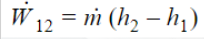 Ẇ₁₂ = ṁ (h₂ – h₁)